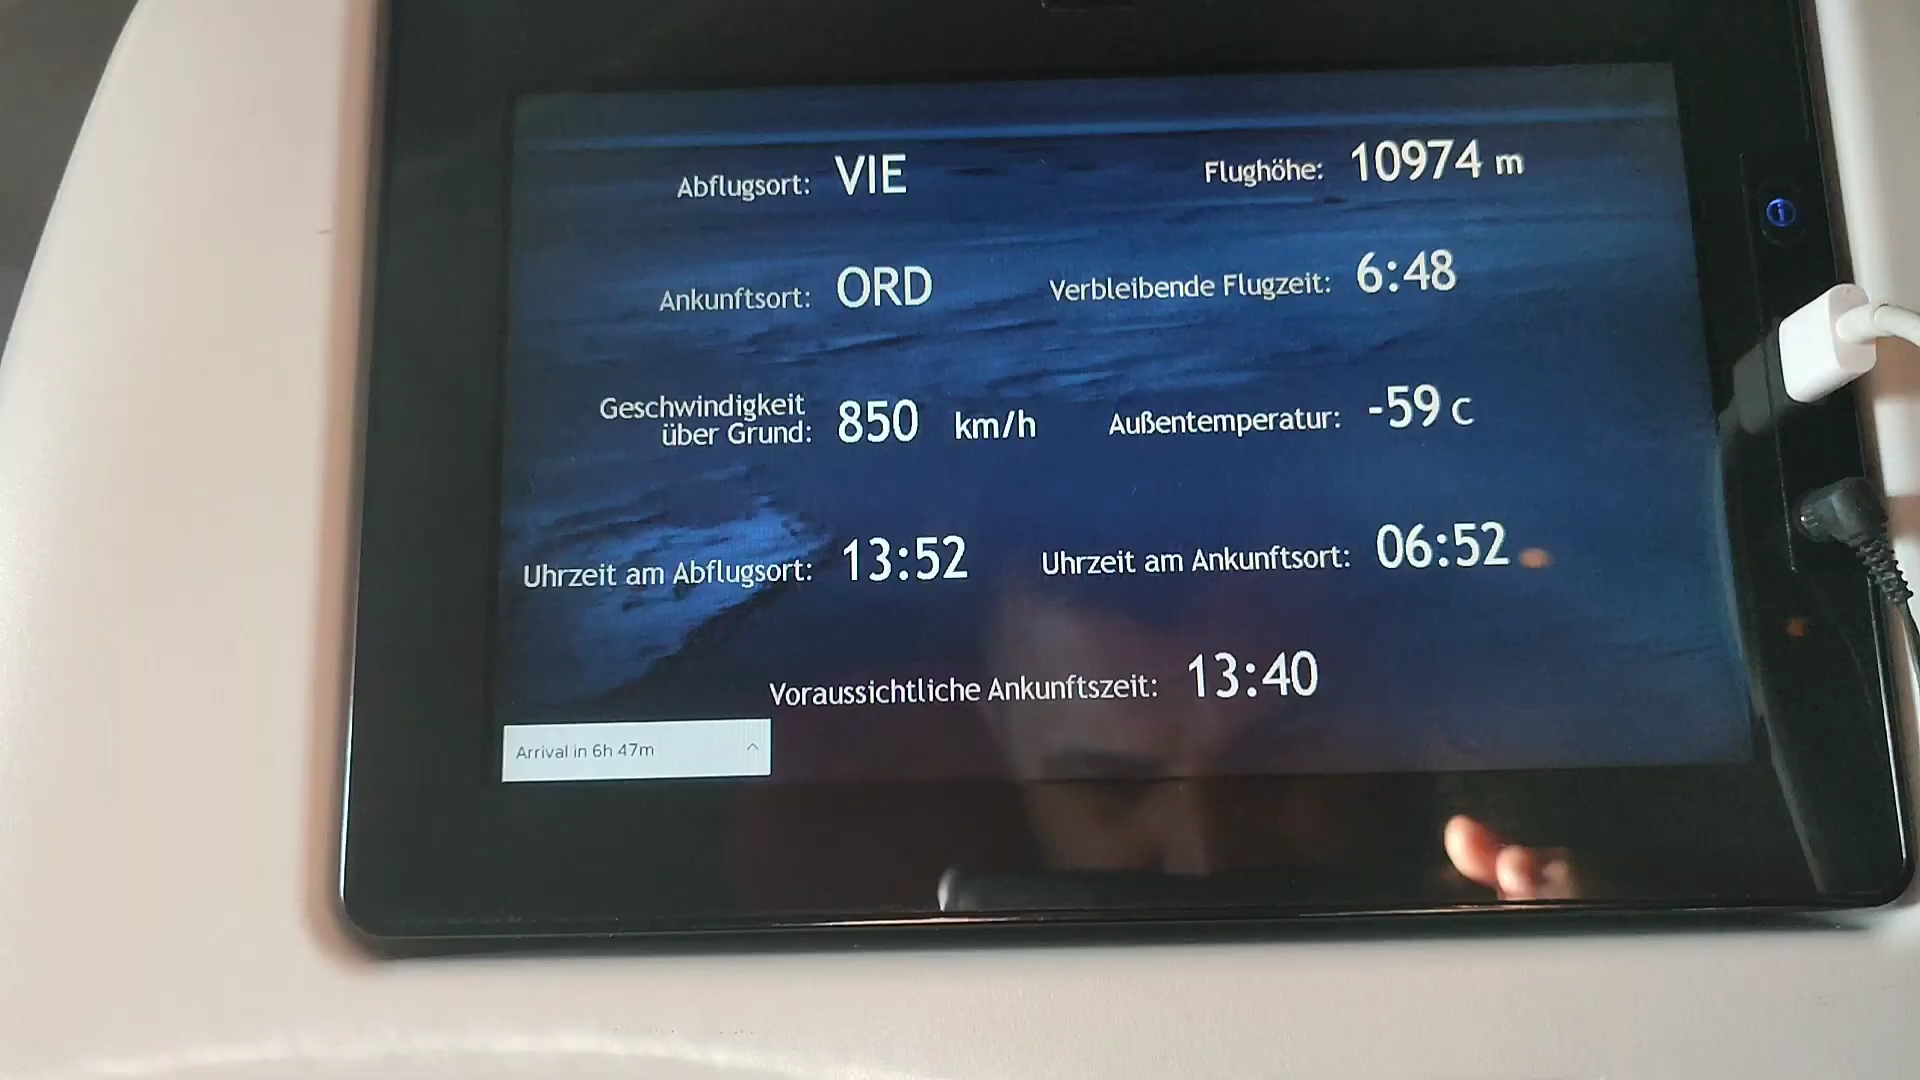 Abflugsort: VIE
Flughöhe: 10974 m
Ankunftsort: ORD
Verbleibende Flugzeit: 6:48
Geschwindigkeit
über Grund: 850 km/h
Außentemperatur: -59 C
Uhrzeit am Abflugsort: 13:52
Uhrzeit am Ankunftsort: 06:52
Voraussichtliche Ankunftszeit: 13:40
Arrival in 6h 47m